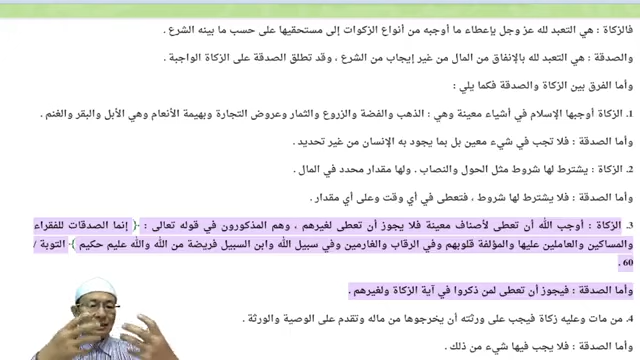 فالزكاة : هي التعبد لله عز وجل بإعطاء ما أوجبه من أنواع الزكوات إلى مستحقيها على حسب ما بينه الشرع .
والصدقة : هي التعبد لله بالإنفاق من المال من غير إيجاب من الشرع ، وقد تطلق الصدقة على الزكاة الواجبة .
وأما الفرق بين الزكاة والصدقة فكما يلي :
1. الزكاة أوجبها الإسلام في أشياء معينة وهي : الذهب والفضة والزروع والثمار وعروض التجارة وبهيمة الأنعام وهي الأبل والبقر والغنم .
وأما الصدقة : فلا تجب في شيء معين بل بما يجود به الإنسان من غير تحديد .
2. الزكاة : يشترط لها شروط مثل الحول والنصاب . ولها مقدار محدد في المال .
وأما الصدقة : فلا يشترط لها شروط ، فتعطى في أي وقت وعلى أي مقدار .
3. الزكاة : أوجب الله أن تعطى لأصناف معينة فلا يجوز أن تعطى لغيرهم ، وهم المذكورون في قوله تعالى : -{ إنما الصدقات للفقراء
والمساكين والعاملين عليها والمؤلفة قلوبهم وفي الرقاب والغارمين وفي سبيل الله وابن السبيل فريضة من الله والله عليم حكيم }- التوبة /
60 .
وأما الصدقة : فيجوز أن تعطى لمن ذكروا في آية الزكاة ولغيرهم .
4. من مات وعليه زكاة فيجب على ورثته أن يخرجوها من ماله وتقدم على الوصية والورثة .
وأما الصدقة : فلا يجب فيها شيء من ذلك .